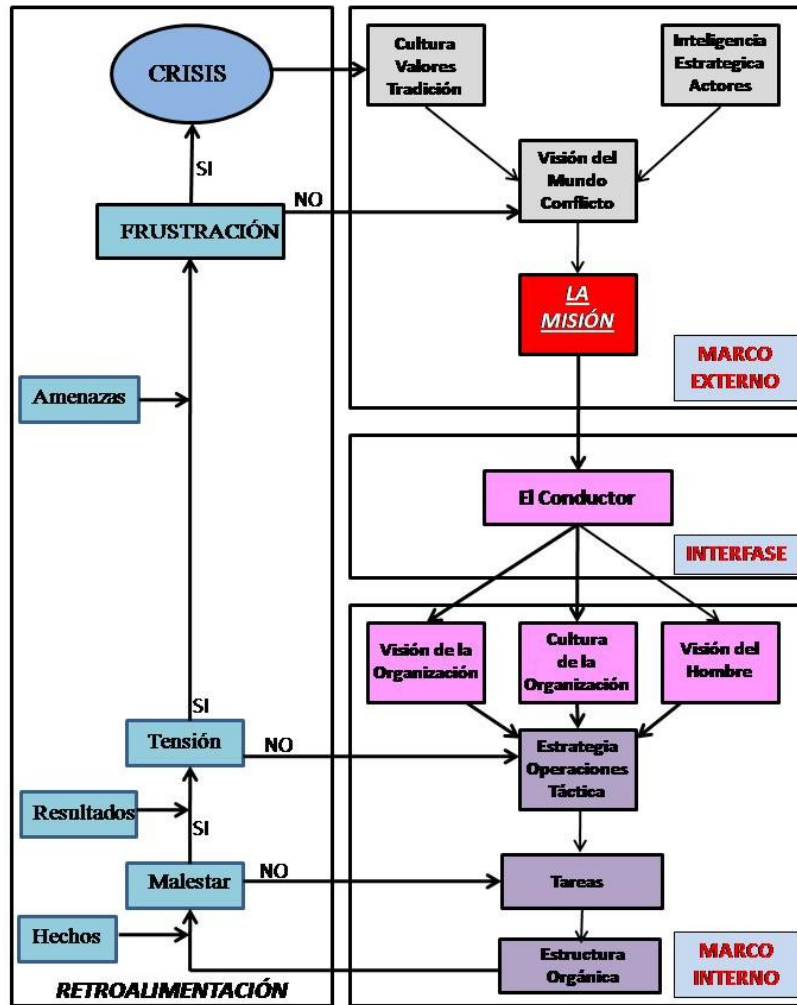 CRISIS
Cultura
Valores
Tradición
Inteligencia
Estrategica
Actores
SI
Visión del
Mundo
Conflicto
NO
FRUSTRACIÓN
LA
MISIÓN
MARCO
EXTERNO
Amenazas
El Conductor
INTERFASE
Visión de la
Organización
Cultura
de la
Organización
Visión del
Hombre
SI
Tensión
NO
Estrategia
Operaciones
Táctica
Resultados
SI
Malestar
NO
Tareas
Hechos
Estructura
Orgánica
MARCO
INTERNO
RETROALIMENTACIÓN